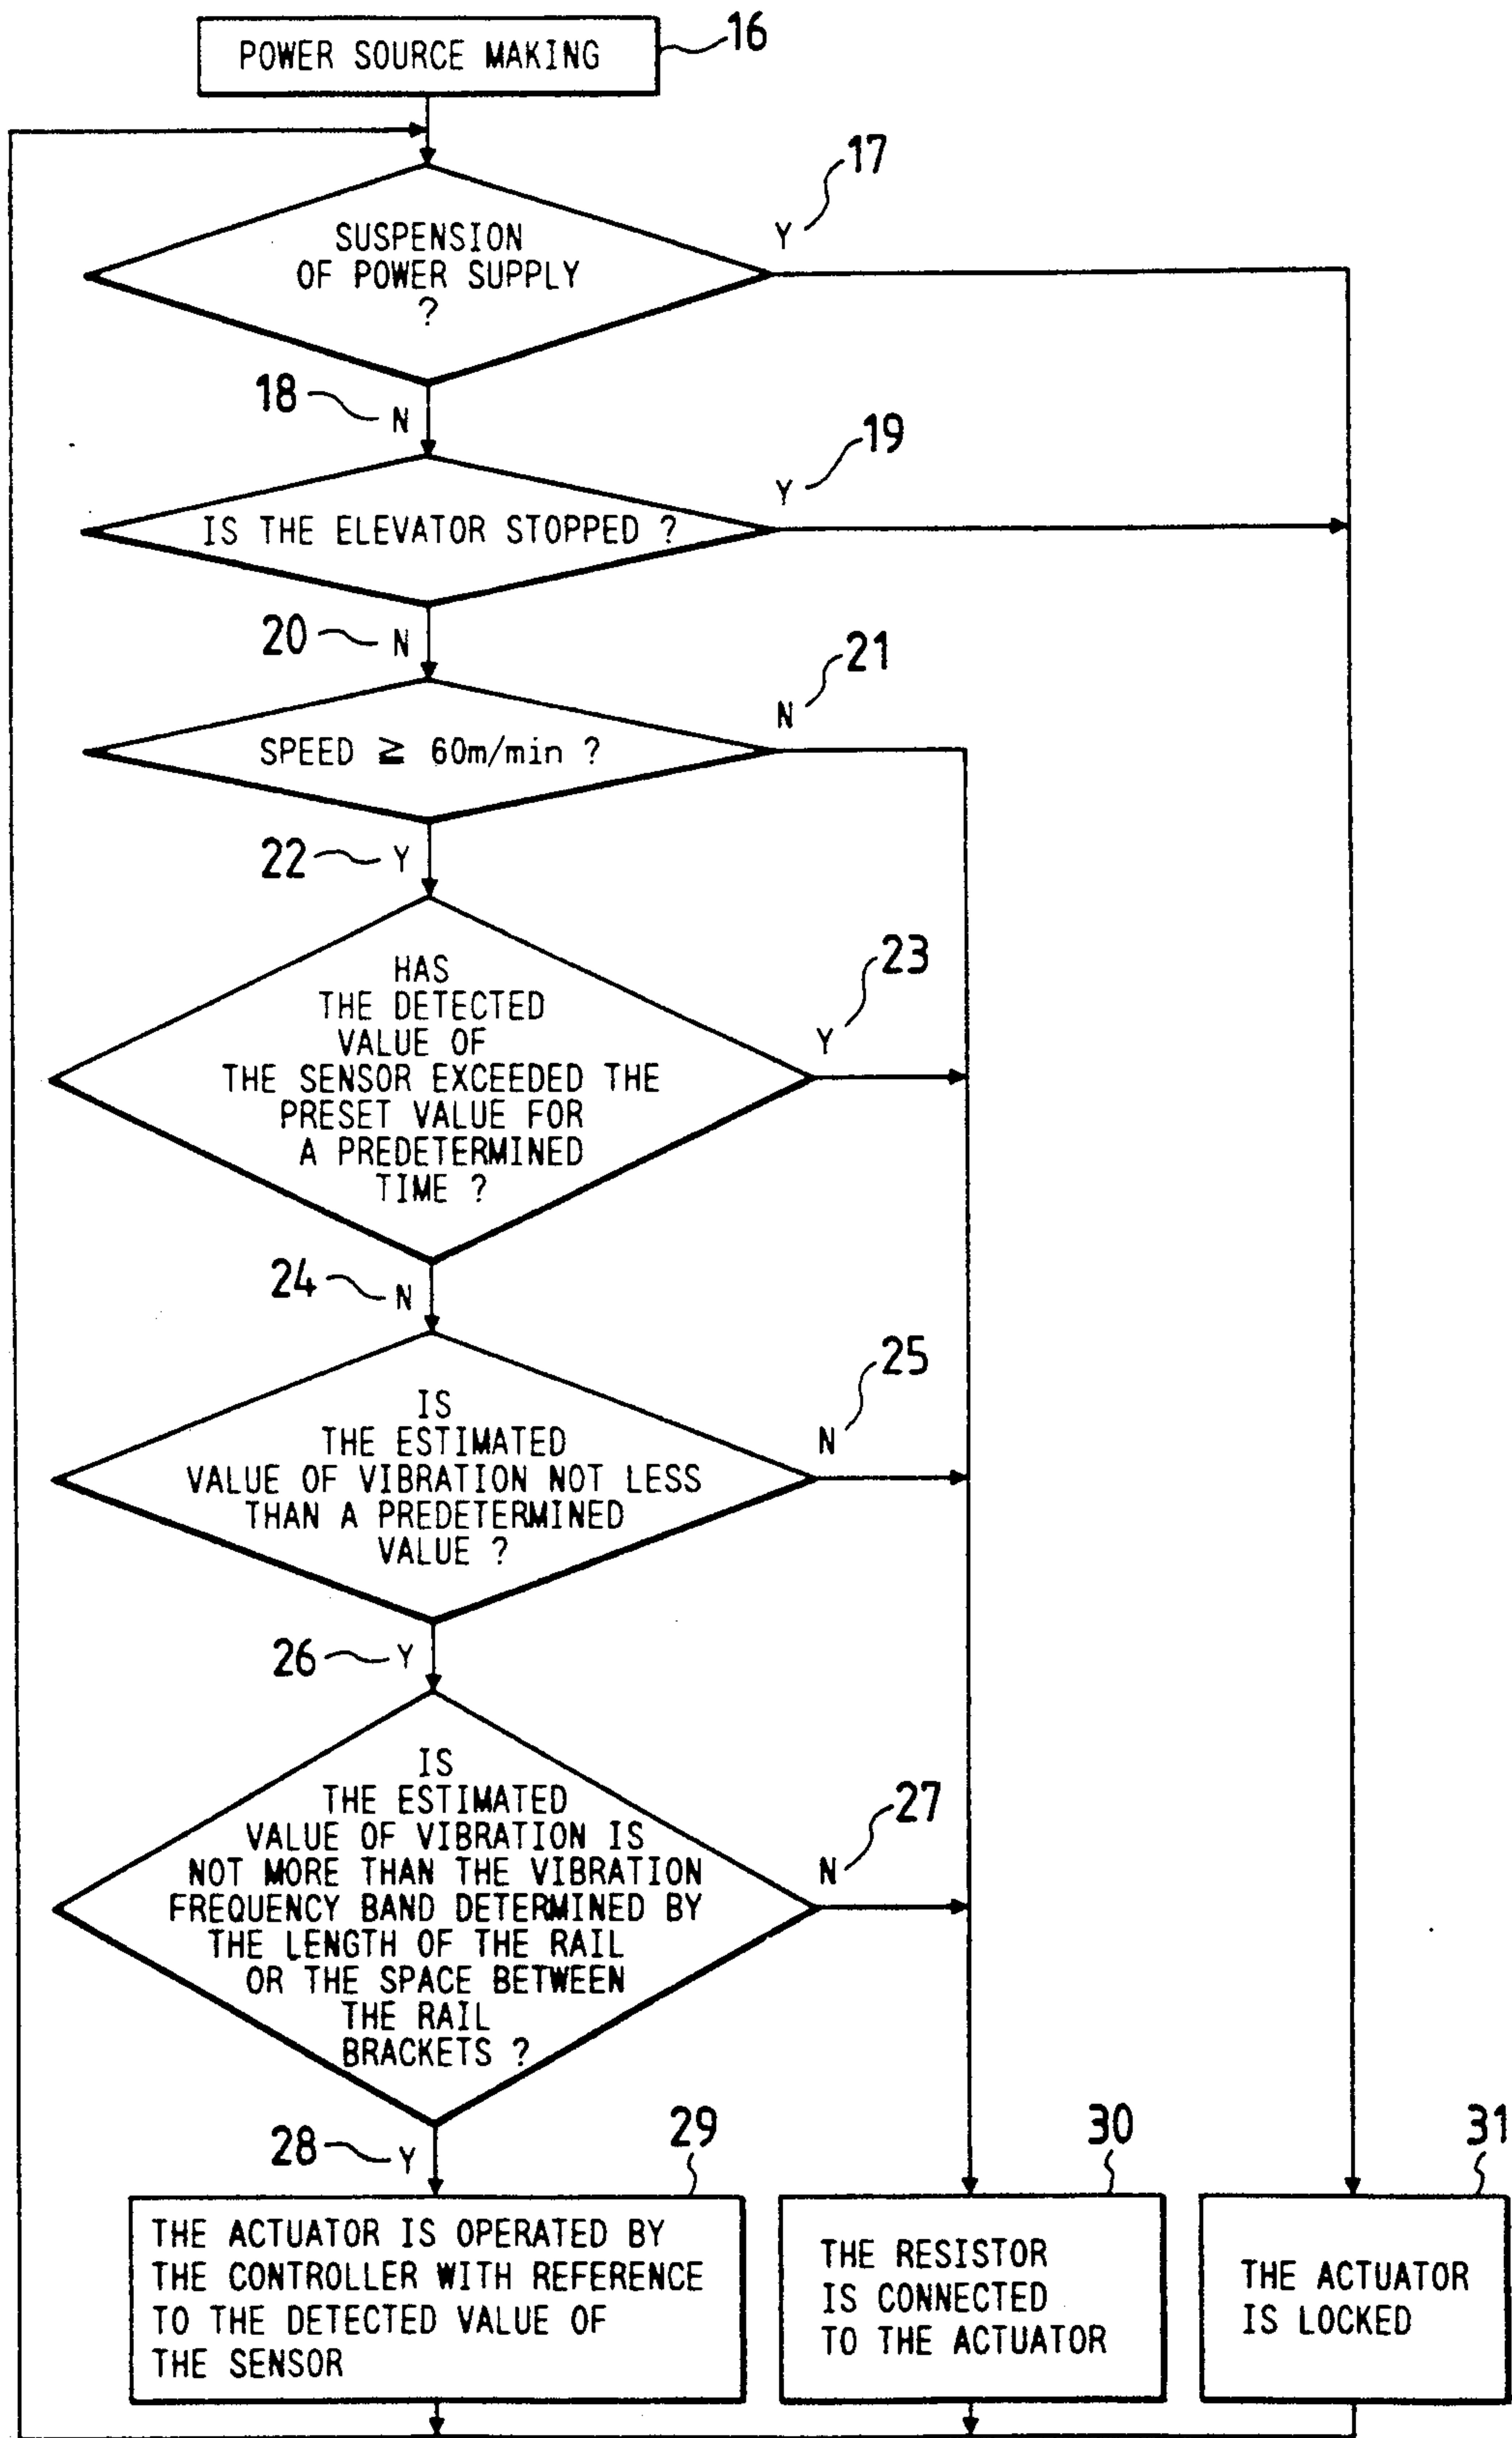 POWER SOURCE MAKING
16
SUSPENSION
OF POWER SUPPLY
?
Y
17
18
N
IS THE ELEVATOR STOPPED ?
Y
19
20
N
SPEED ≧ 60m/min ?
N
21
22
Y
HAS
THE DETECTED
VALUE OF
THE SENSOR EXCEEDED THE
PRESET VALUE FOR
A PREDETERMINED
TIME ?
Y
23
24
N
IS
THE ESTIMATED
VALUE OF VIBRATION NOT LESS
THAN A PREDETERMINED
VALUE ?
N
25
26
Y
IS
THE ESTIMATED
VALUE OF VIBRATION IS
NOT MORE THAN THE VIBRATION
FREQUENCY BAND DETERMINED BY
THE LENGTH OF THE RAIL
OR THE SPACE BETWEEN
THE RAIL
BRACKETS ?
N
27
28
Y
29
THE ACTUATOR IS OPERATED BY
THE CONTROLLER WITH REFERENCE
TO THE DETECTED VALUE OF
THE SENSOR
30
THE RESISTOR
IS CONNECTED
TO THE ACTUATOR
31
THE ACTUATOR
IS LOCKED